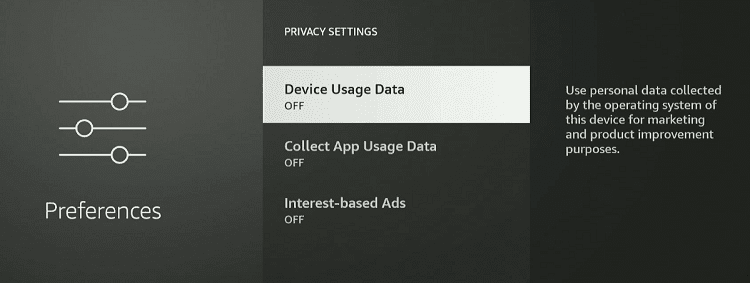 Preferences
PRIVACY SETTINGS
Device Usage Data
OFF
Collect App Usage Data
OFF
Interest-based Ads
OFF
Use personal data collected
by the operating system of
this device for marketing
and product improvement
purposes.